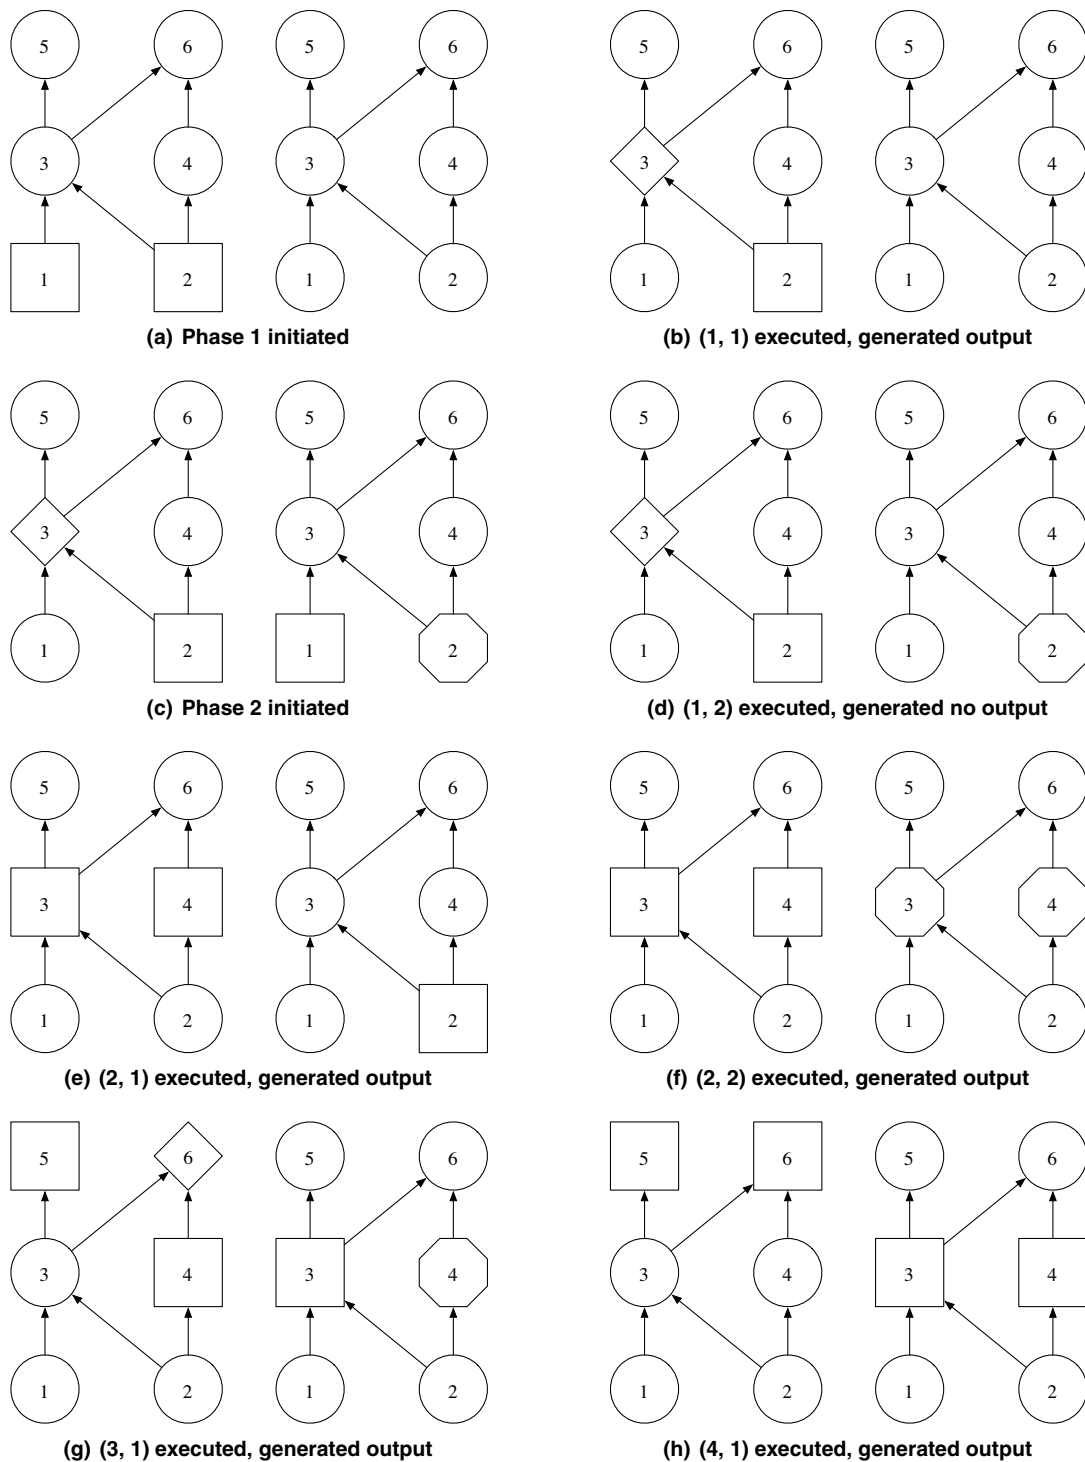 5 6 5 6 5 6 5 6
3 4 3 4 3 4 3 4
1 2 1 2 1 2 1 2
(a) Phase 1 initiated (b) (1, 1) executed, generated output
5 6 5 6 5 6 5 6
3 4 3 4 3 4 3 4
1 2 1 2 1 2 1 2
(c) Phase 2 initiated (d) (1, 2) executed, generated no output
5 6 5 6 5 6 5 6
3 4 3 4 3 4 3 4
1 2 1 2 1 2 1 2
(e) (2, 1) executed, generated output (f) (2, 2) executed, generated output
5 6 5 6 5 6 5 6
3 4 3 4 3 4 3 4
1 2 1 2 1 2 1 2
(g) (3, 1) executed, generated output (h) (4, 1) executed, generated output